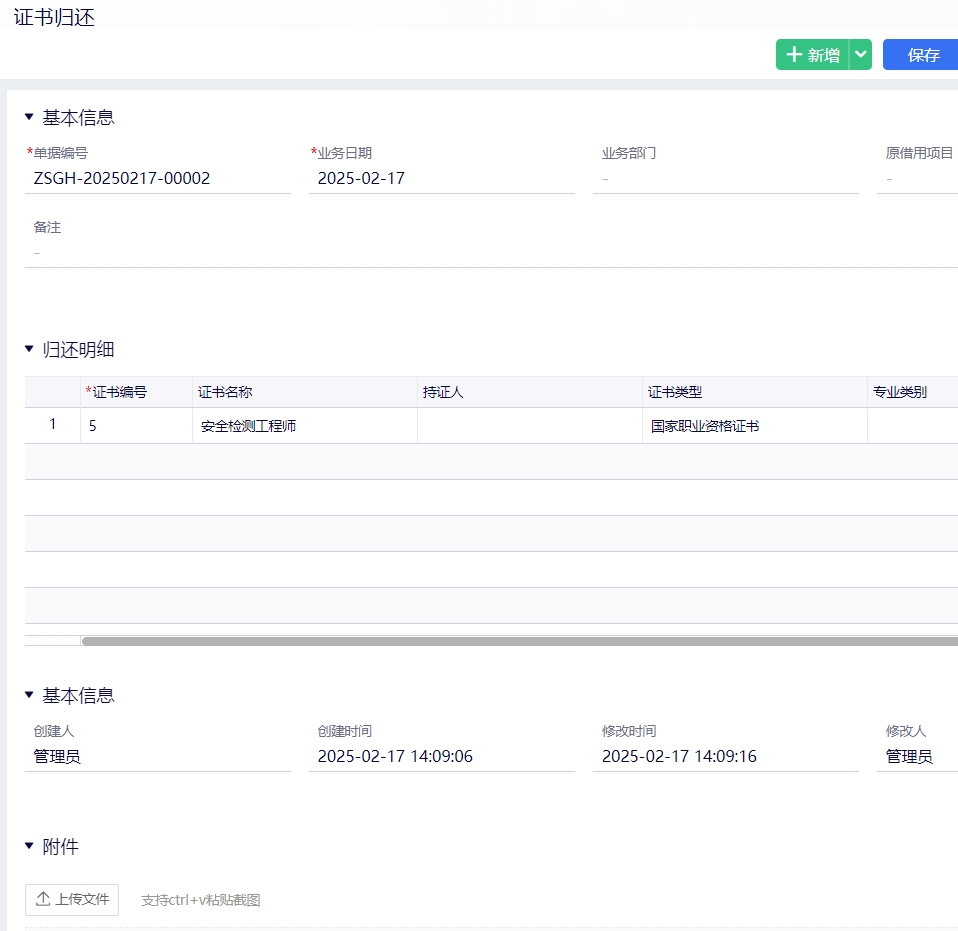 证书归还
新增 保存
基本信息
*单据编号 *业务日期 业务部门 原借用项目
ZSGH-20250217-00002 2025-02-17 - -
备注
-
归还明细
*证书编号 证书名称 持证人 证书类型 专业类别
1 5 安全检测工程师 国家职业资格证书
基本信息
创建人 创建时间 修改时间 修改人
管理员 2025-02-17 14:09:06 2025-02-17 14:09:16 管理员
附件
上传文件 支持ctrl+v粘贴截图